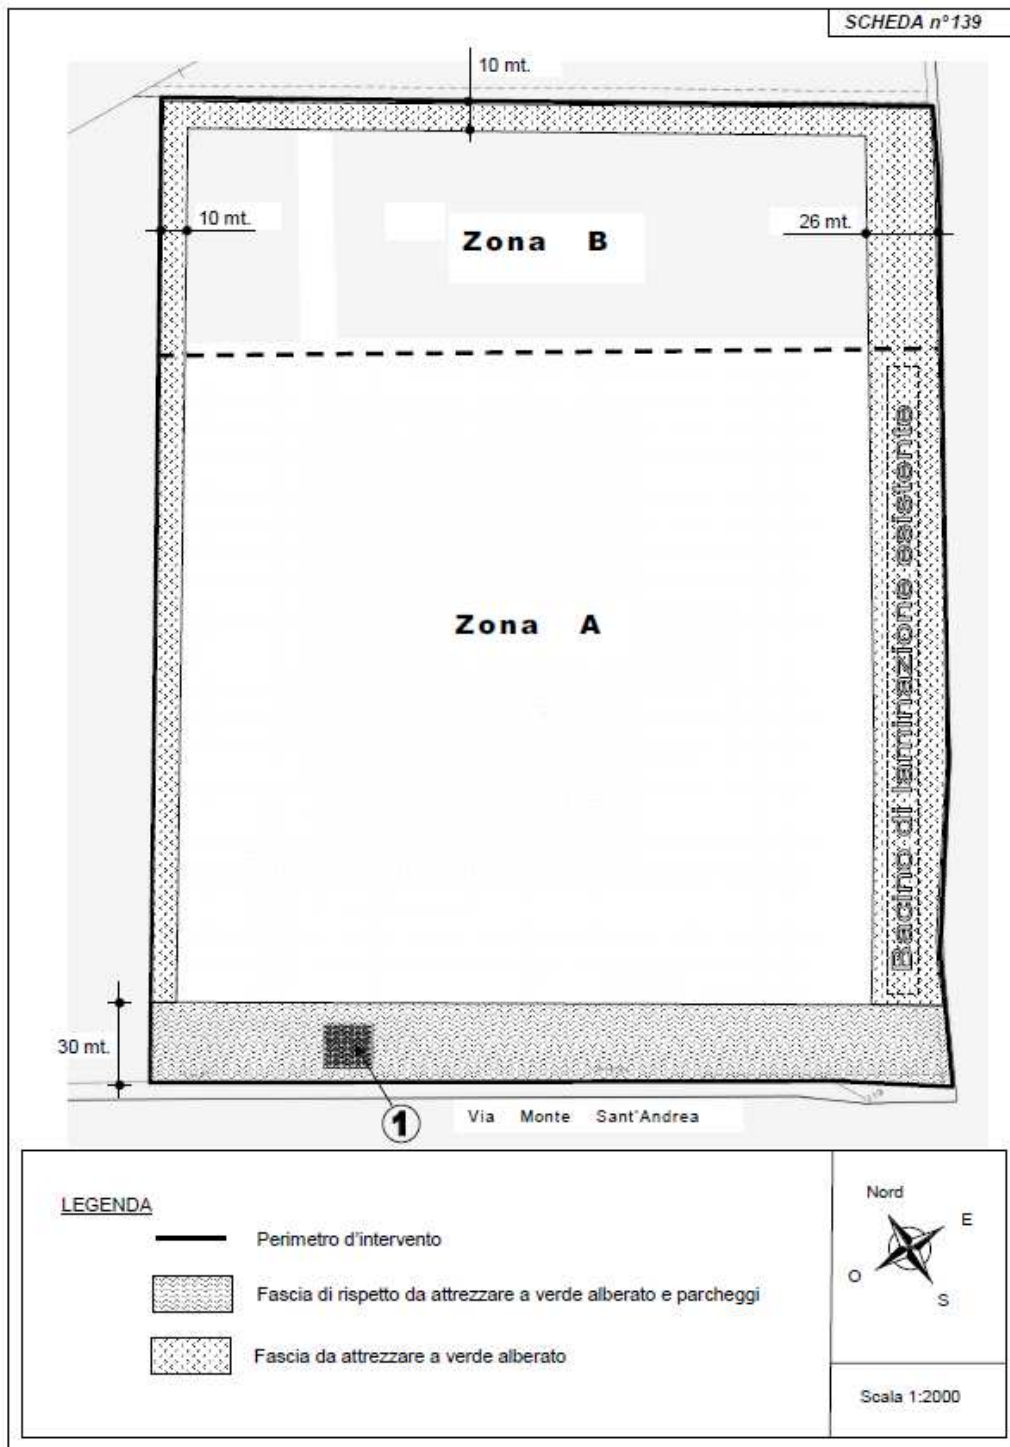 SCHEDA n°139
10 mt.
10 mt.
26 mt.
Zona B
Zona A
Bacino di laminazione esistente
30 mt.
1
Via Monte Sant'Andrea
LEGENDA
Perimetro d'intervento
Fascia di rispetto da attrezzare a verde alberato e parcheggi
Fascia da attrezzare a verde alberato
Nord
E
O
S
Scala 1:2000